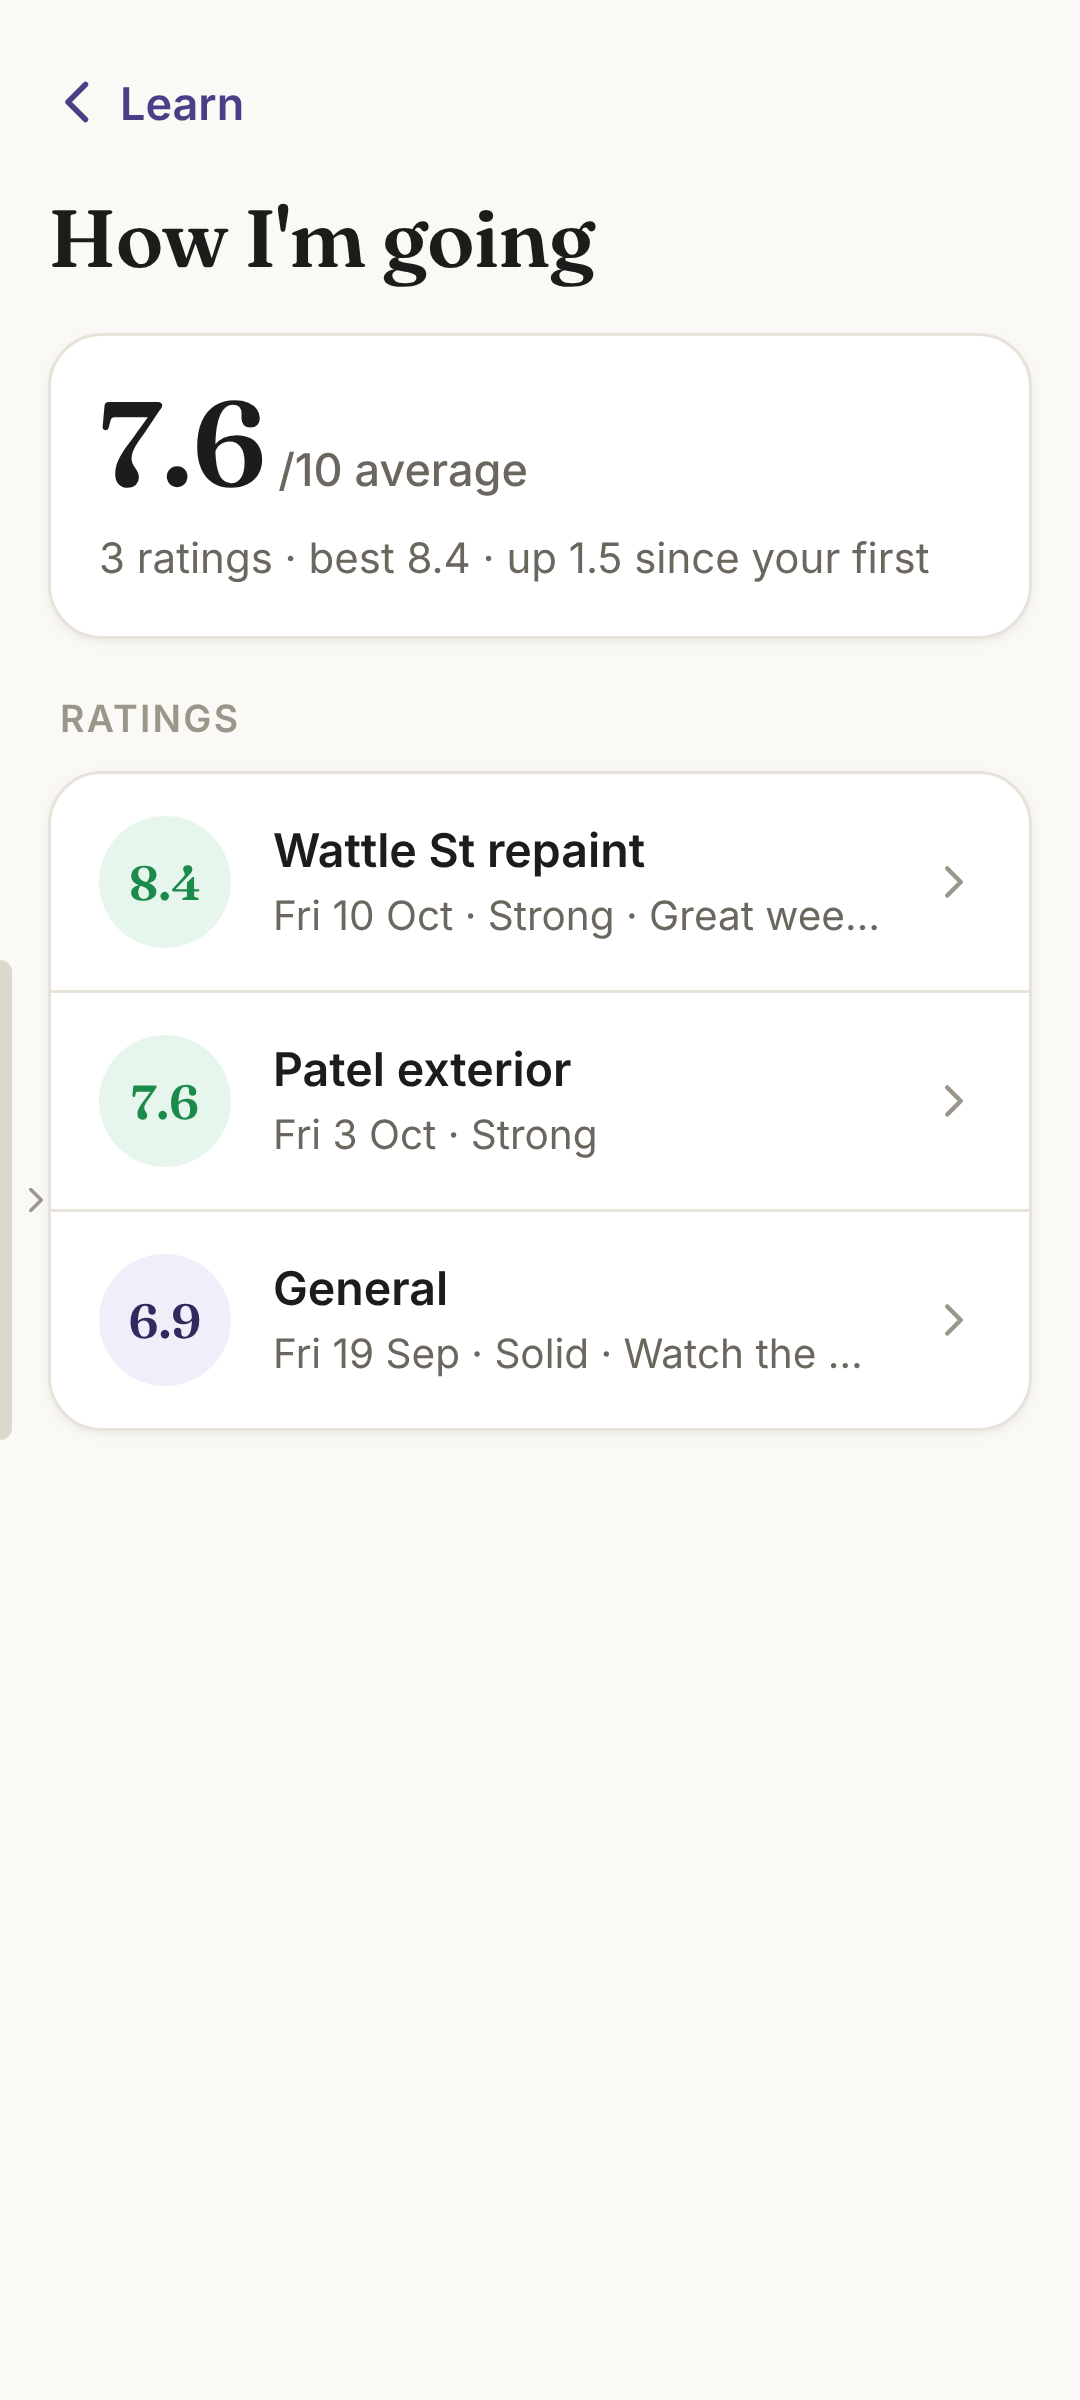 Learn
How I'm going
7.6 /10 average
3 ratings · best 8.4 · up 1.5 since your first
RATINGS
8.4
Wattle St repaint
Fri 10 Oct · Strong · Great wee...
7.6
Patel exterior
Fri 3 Oct · Strong
6.9
General
Fri 19 Sep · Solid · Watch the ...